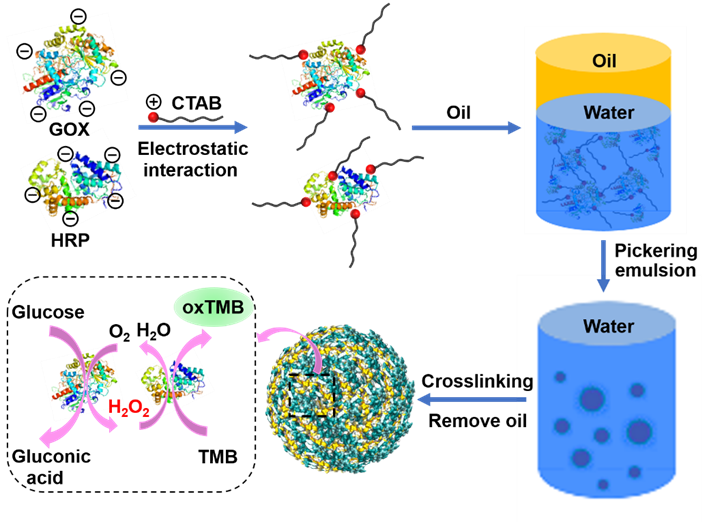 GOX
HRP
⊕ CTAB
Electrostatic
interaction
Oil
Oil
Water
Pickering
emulsion
Water
Crosslinking
Remove oil
Glucose
O₂ H₂O
oxTMB
H₂O₂
Gluconic
acid
TMB